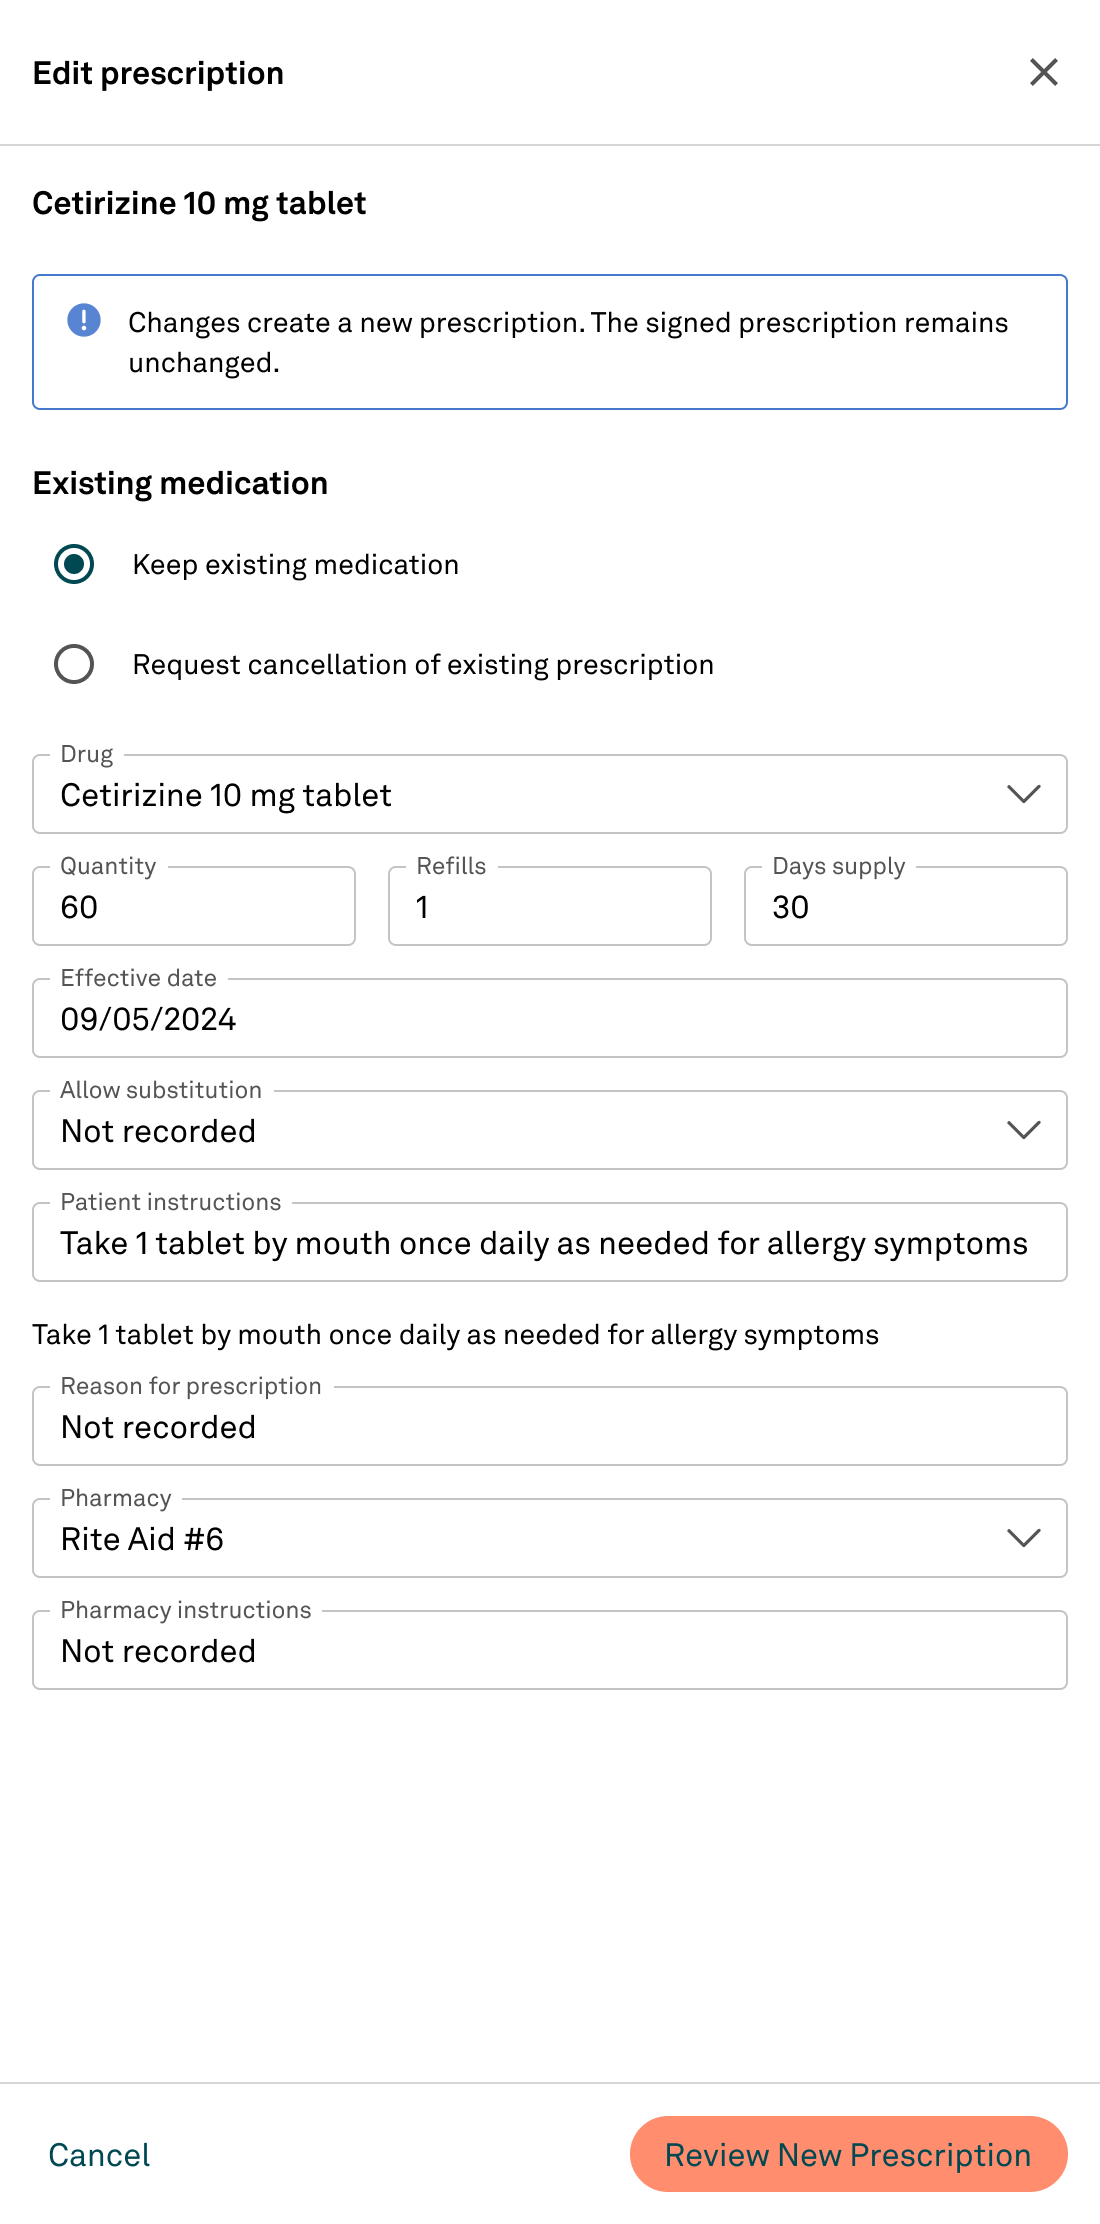 Edit prescription
Cetirizine 10 mg tablet
Changes create a new prescription. The signed prescription remains
unchanged.
Existing medication
Keep existing medication
Request cancellation of existing prescription
Drug
Cetirizine 10 mg tablet
Quantity
60
Refills
1
Days supply
30
Effective date
09/05/2024
Allow substitution
Not recorded
Patient instructions
Take 1 tablet by mouth once daily as needed for allergy symptoms
Take 1 tablet by mouth once daily as needed for allergy symptoms
Reason for prescription
Not recorded
Pharmacy
Rite Aid #6
Pharmacy instructions
Not recorded
Cancel
Review New Prescription